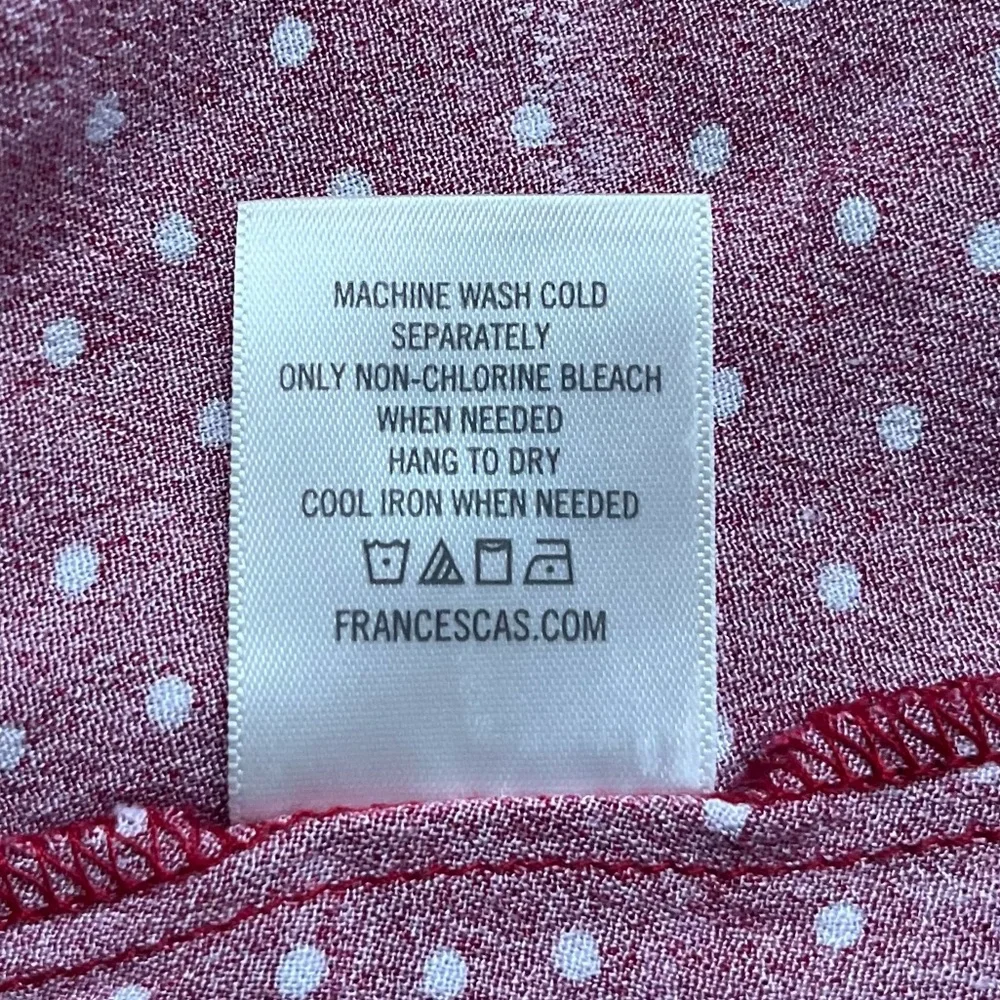 MACHINE WASH COLD
SEPARATELY
ONLY NON-CHLORINE BLEACH
WHEN NEEDED
HANG TO DRY
COOL IRON WHEN NEEDED
FRANCESCAS.COM